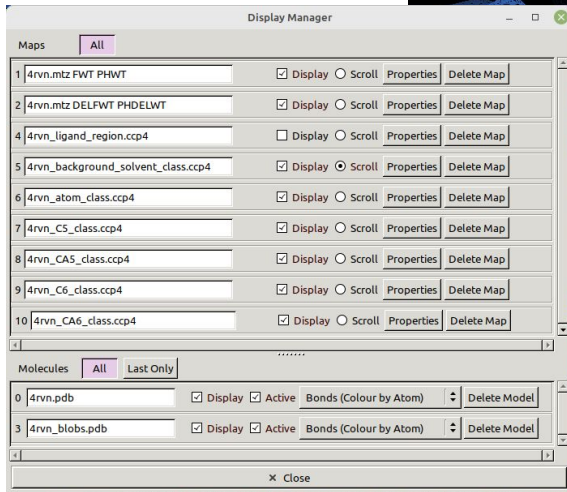 Display Manager
Maps All
1 4rvn.mtz FWT PHWT Display Scroll Properties Delete Map
2 4rvn.mtz DELFWT PHDELWT Display Scroll Properties Delete Map
4 4rvn_ligand_region.ccp4 Display Scroll Properties Delete Map
5 4rvn_background_solvent_class.ccp4 Display Scroll Properties Delete Map
6 4rvn_atom_class.ccp4 Display Scroll Properties Delete Map
7 4rvn_C5_class.ccp4 Display Scroll Properties Delete Map
8 4rvn_CA5_class.ccp4 Display Scroll Properties Delete Map
9 4rvn_C6_class.ccp4 Display Scroll Properties Delete Map
10 4rvn_CA6_class.ccp4 Display Scroll Properties Delete Map
Molecules All Last Only
0 4rvn.pdb Display Active Bonds (Colour by Atom) Delete Model
3 4rvn_blobs.pdb Display Active Bonds (Colour by Atom) Delete Model
Close